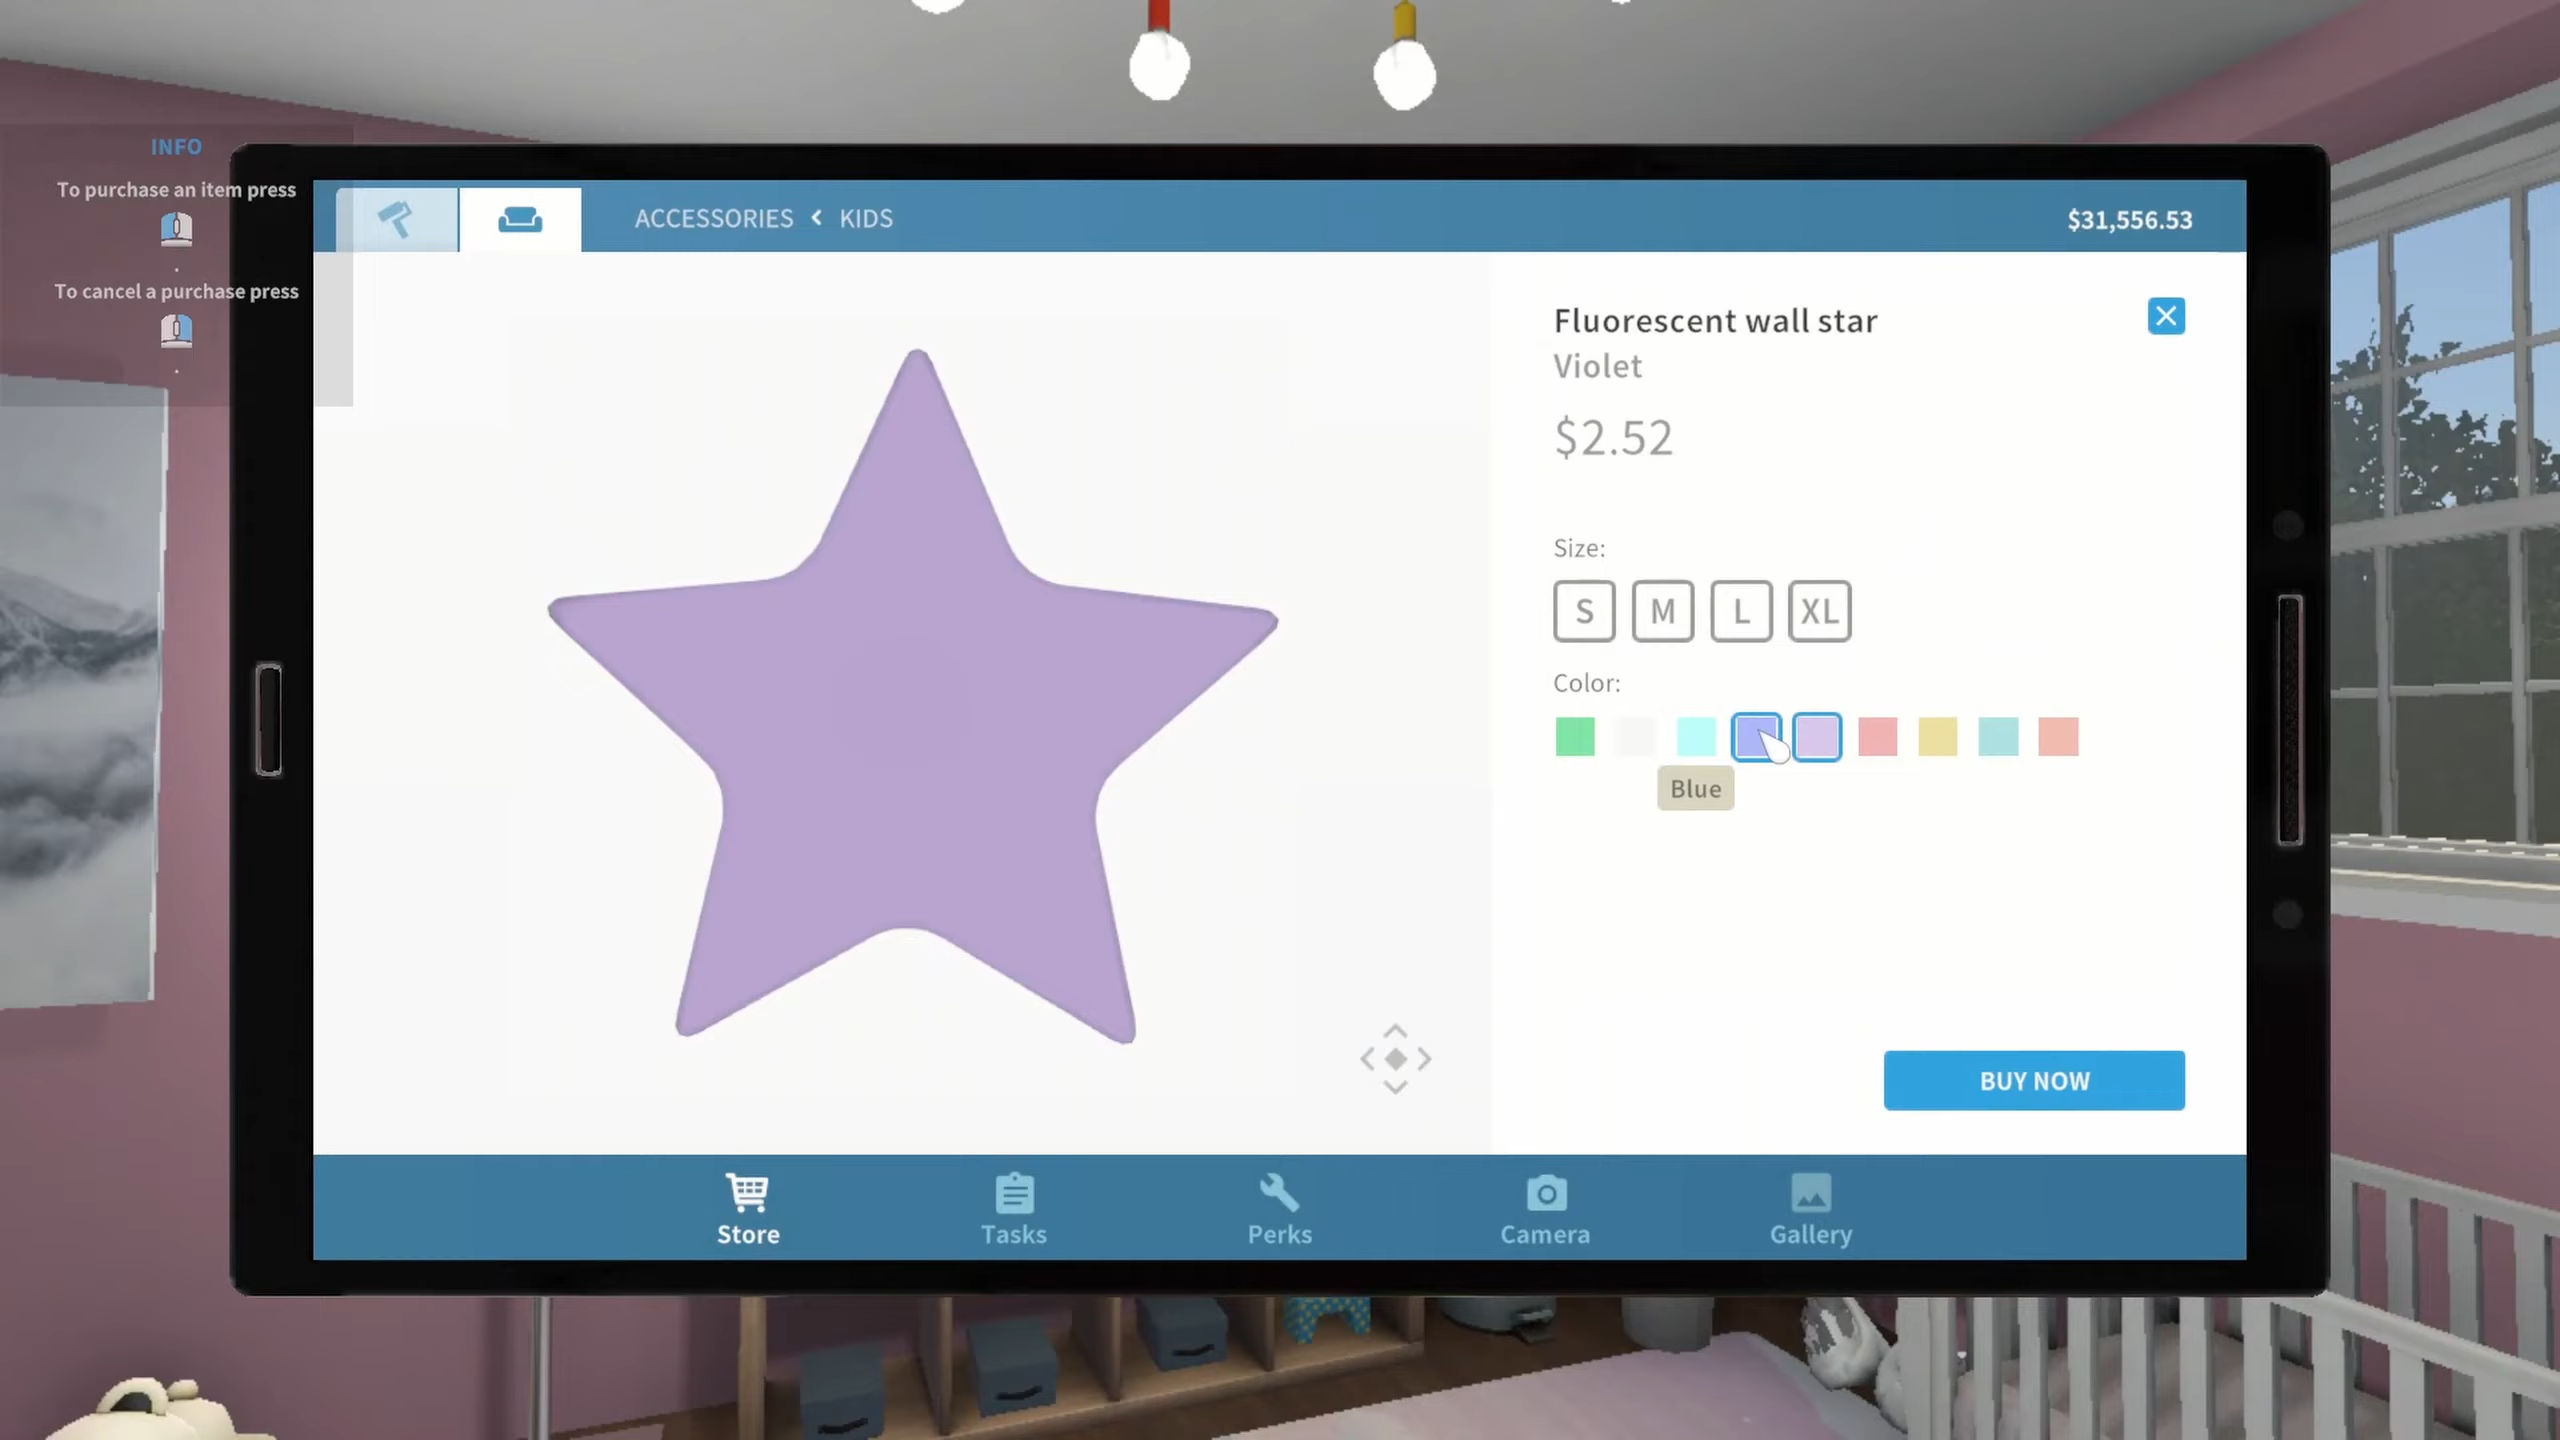 INFO
To purchase an item press
.
To cancel a purchase press
.
ACCESSORIES < KIDS
$31,556.53
Fluorescent wall star
Violet
$2.52
Size:
S M L XL
Color:
Blue
BUY NOW
Store Tasks Perks Camera Gallery